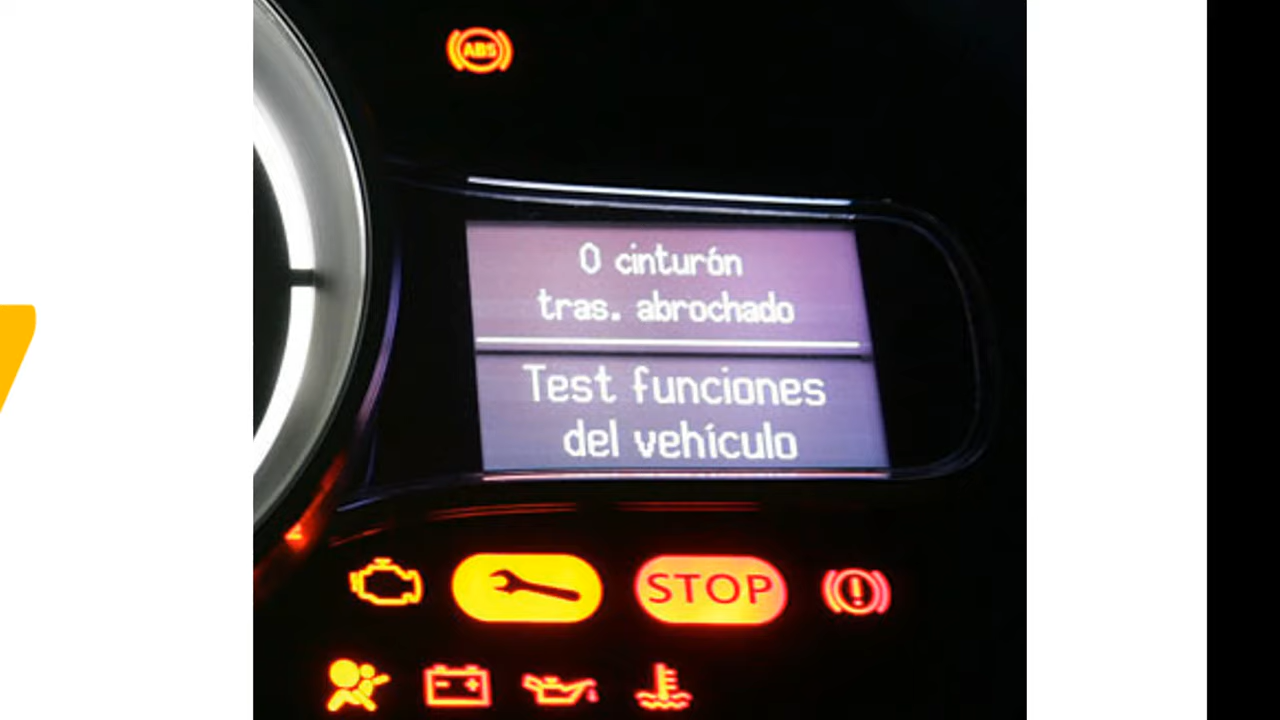 ABS
0 cinturón
tras. abrochado
Test funciones
del vehículo
STOP